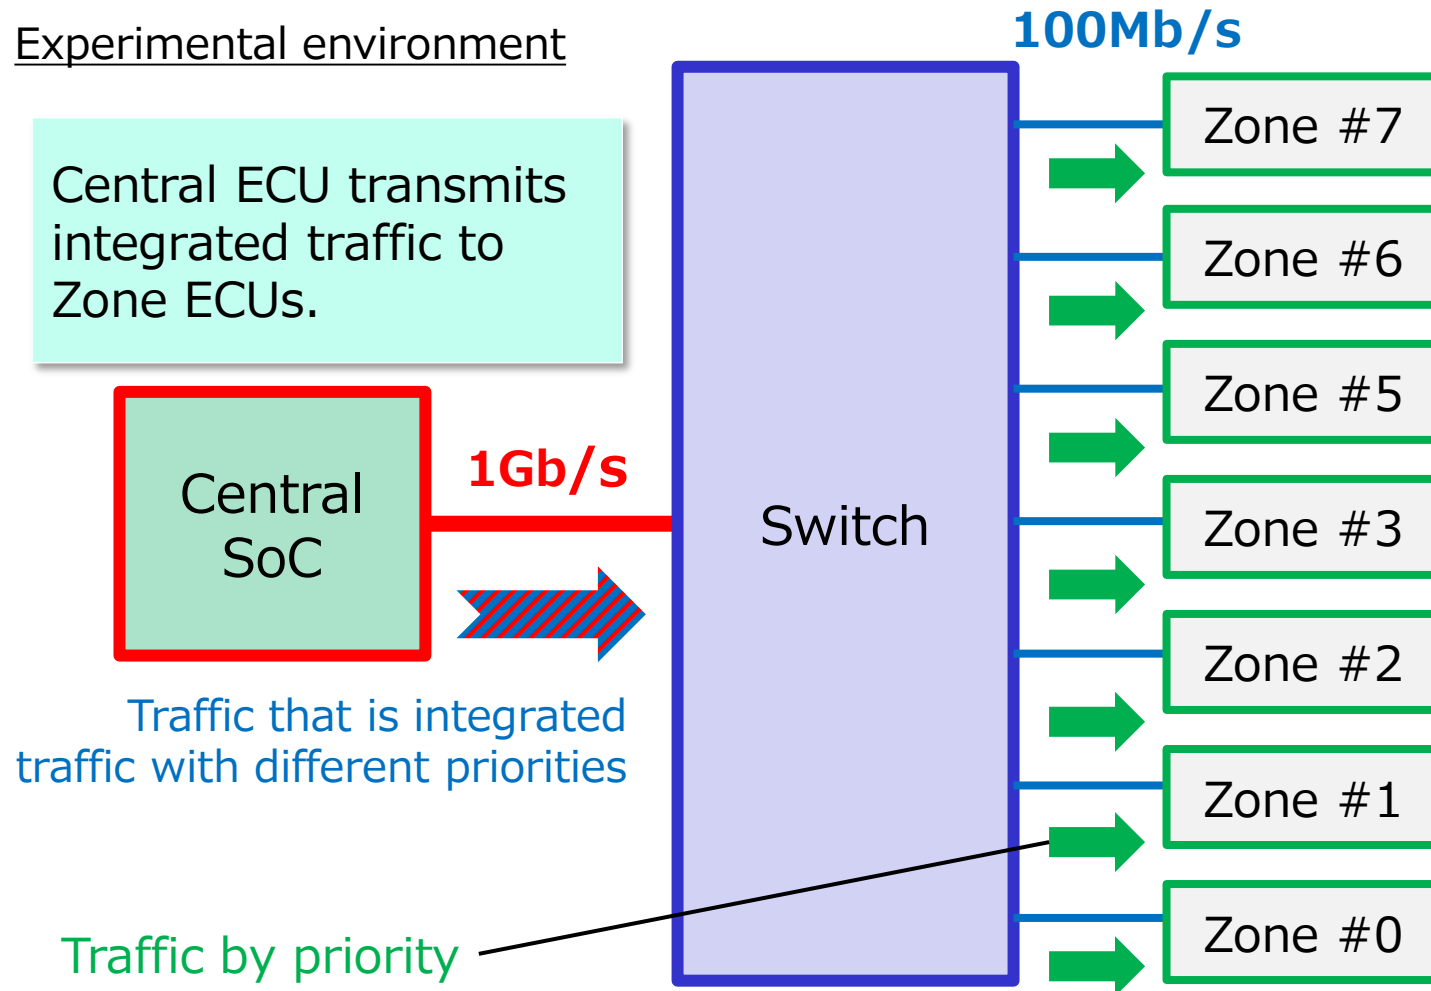 Experimental environment
100Mb/s
Central ECU transmits
integrated traffic to
Zone ECUs.
Central
SoC
1Gb/s
Switch
Traffic that is integrated
traffic with different priorities
Traffic by priority
Zone #7
Zone #6
Zone #5
Zone #3
Zone #2
Zone #1
Zone #0